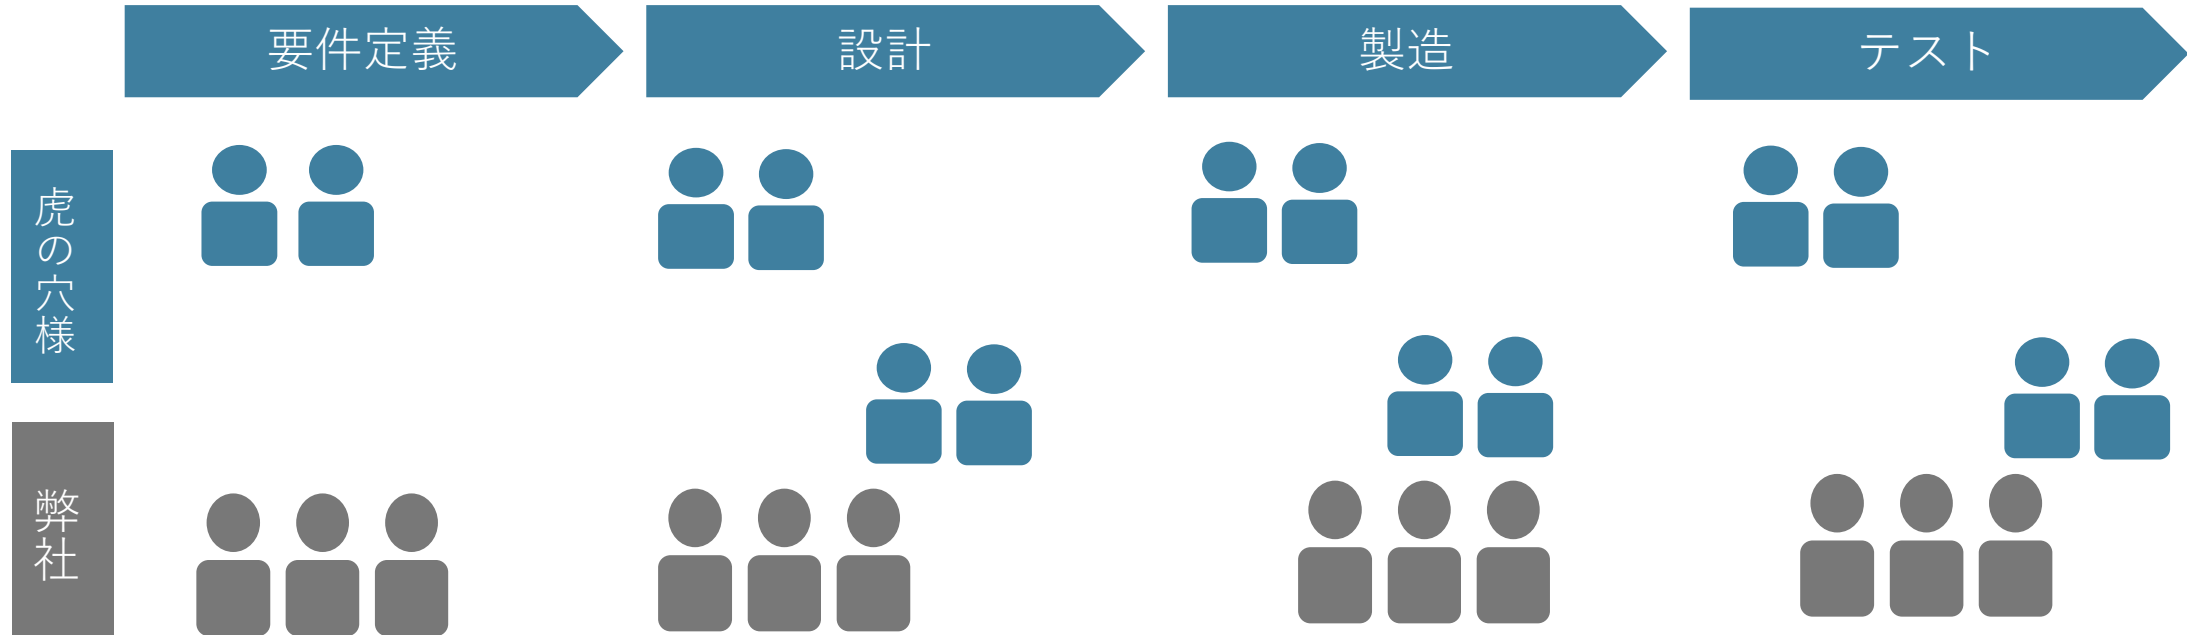 要件定義
設計
製造
テスト
虎の穴様
弊社